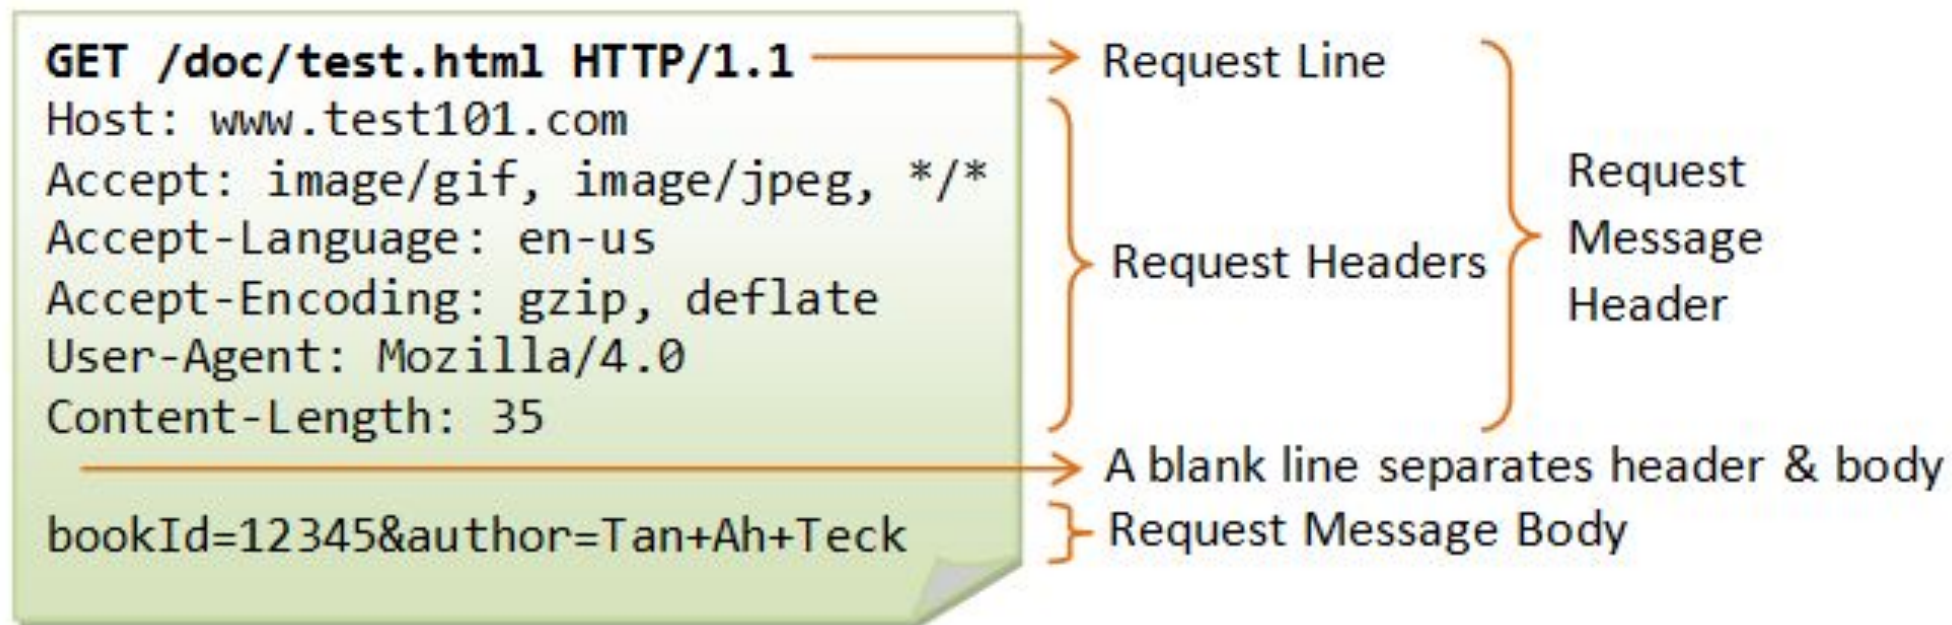 GET /doc/test.html HTTP/1.1
Host: www.test101.com
Accept: image/gif, image/jpeg, */*
Accept-Language: en-us
Accept-Encoding: gzip, deflate
User-Agent: Mozilla/4.0
Content-Length: 35
bookId=12345&author=Tan+Ah+Teck
Request Line
Request Headers
Request
Message
Header
A blank line separates header & body
Request Message Body